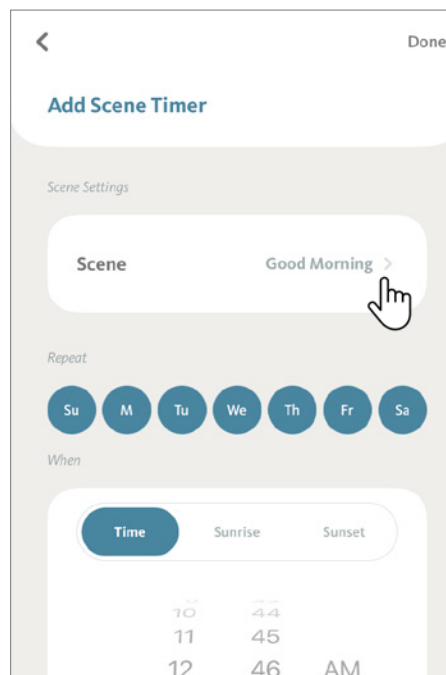 Done
Add Scene Timer
Scene Settings
Scene Good Morning
Repeat
Su M Tu We Th Fr Sa
When
Time Sunrise Sunset
10 44
11 45
12 46 AM